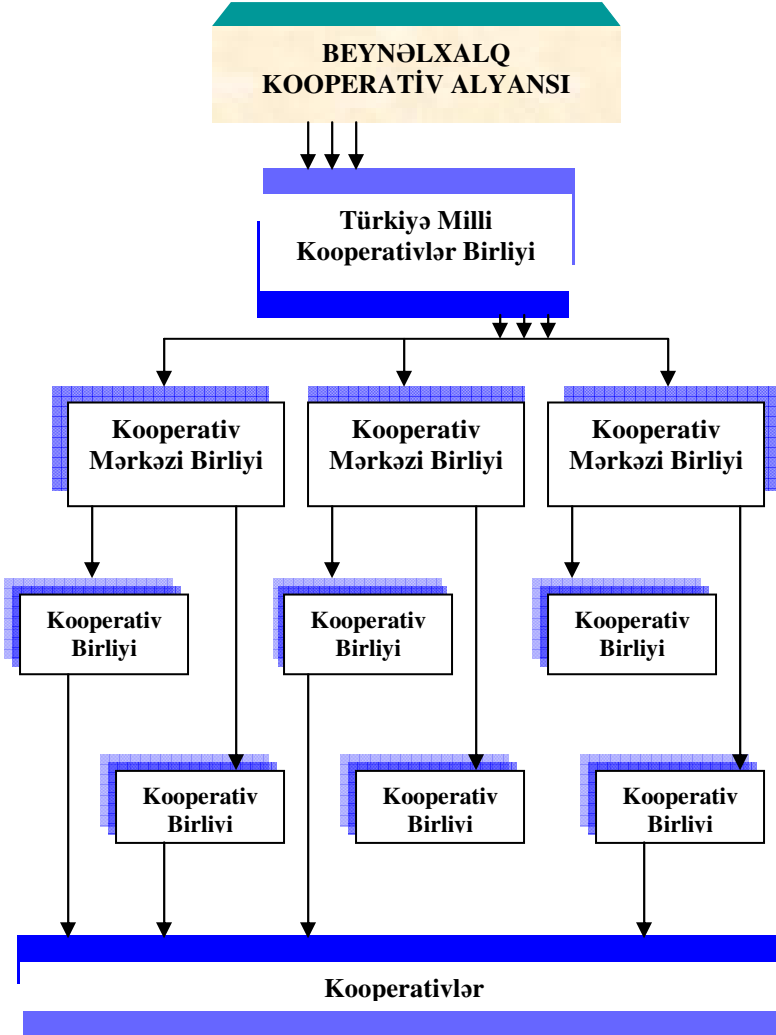 BEYNƏLXALQ
KOOPERATİV ALYANSI
Türkiyə Milli
Kooperativlər Birliyi
Kooperativ
Mərkəzi Birliyi
Kooperativ
Mərkəzi Birliyi
Kooperativ
Mərkəzi Birliyi
Kooperativ
Birliyi
Kooperativ
Birliyi
Kooperativ
Birliyi
Kooperativ
Birliyi
Kooperativ
Birliyi
Kooperativ
Birliyi
Kooperativlər